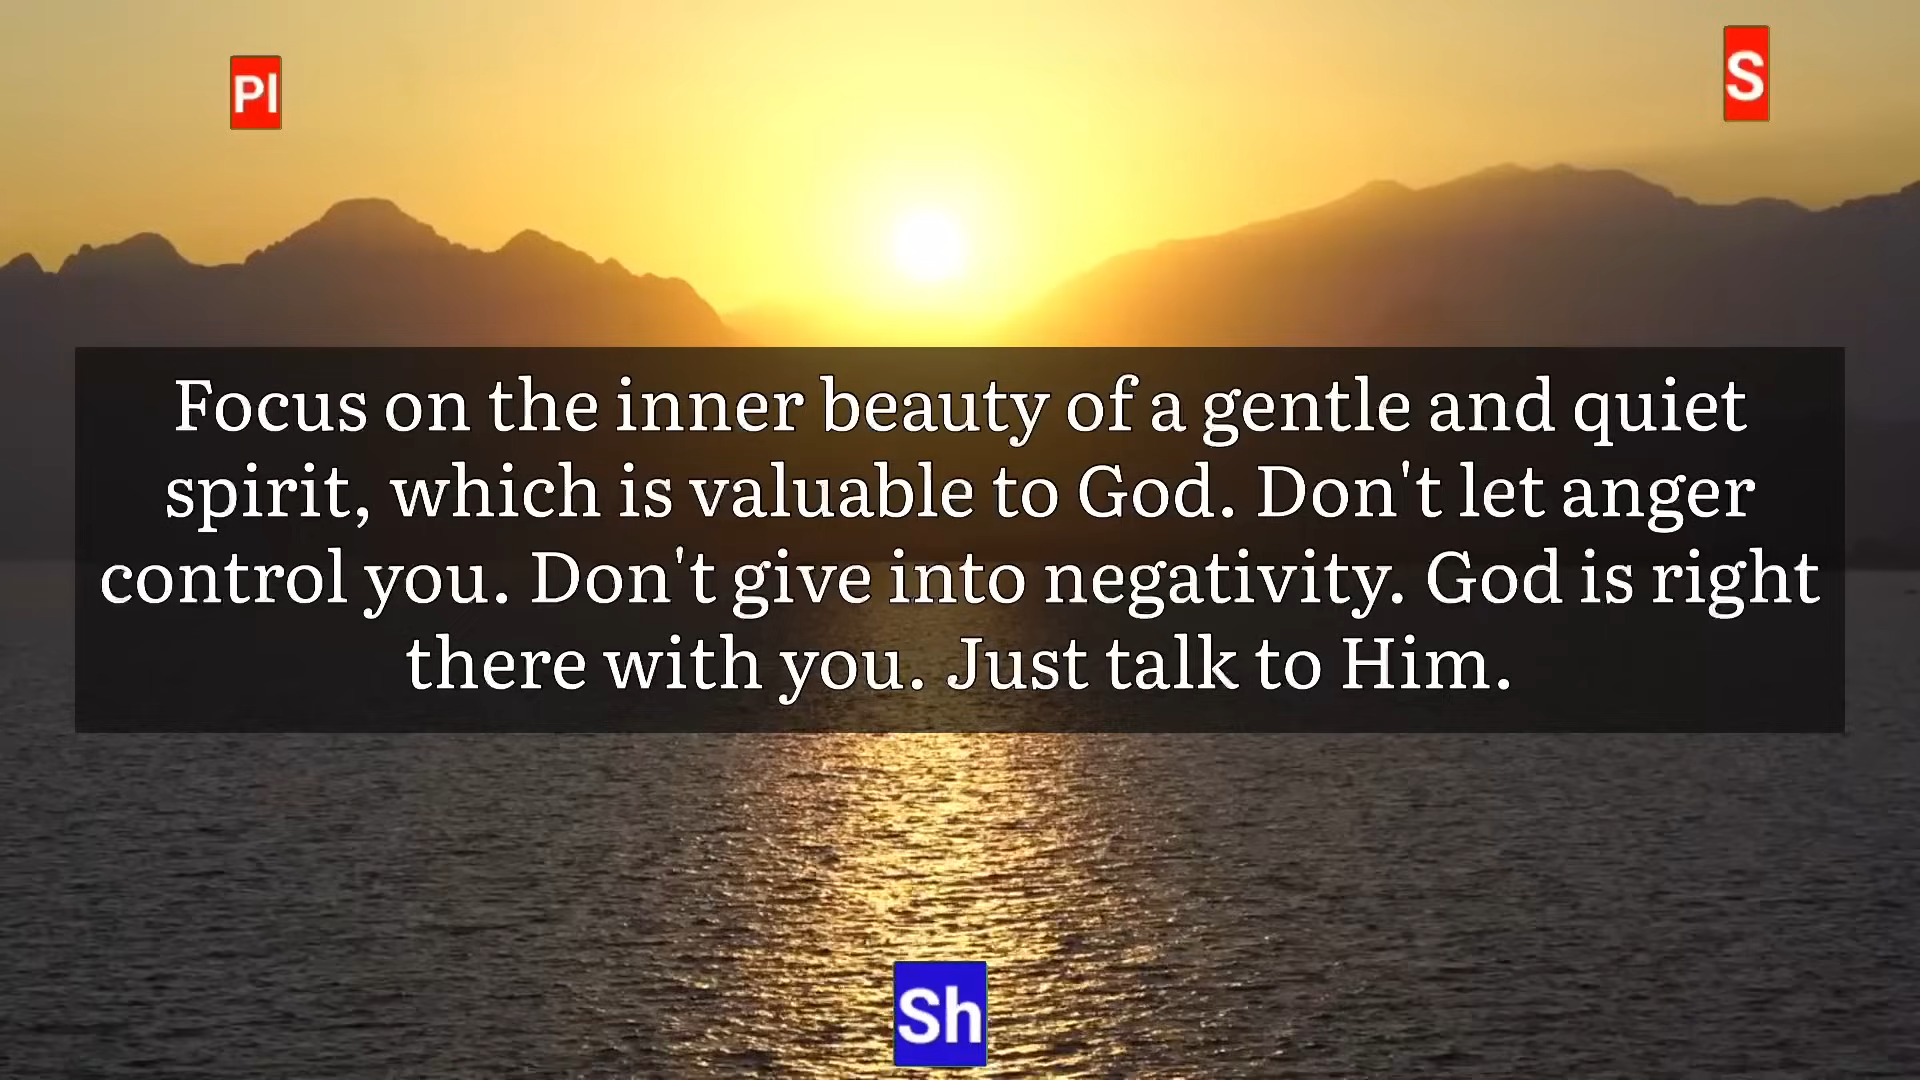 Pl
S
Focus on the inner beauty of a gentle and quiet
spirit, which is valuable to God. Don't let anger
control you. Don't give into negativity. God is right
there with you. Just talk to Him.
Sh